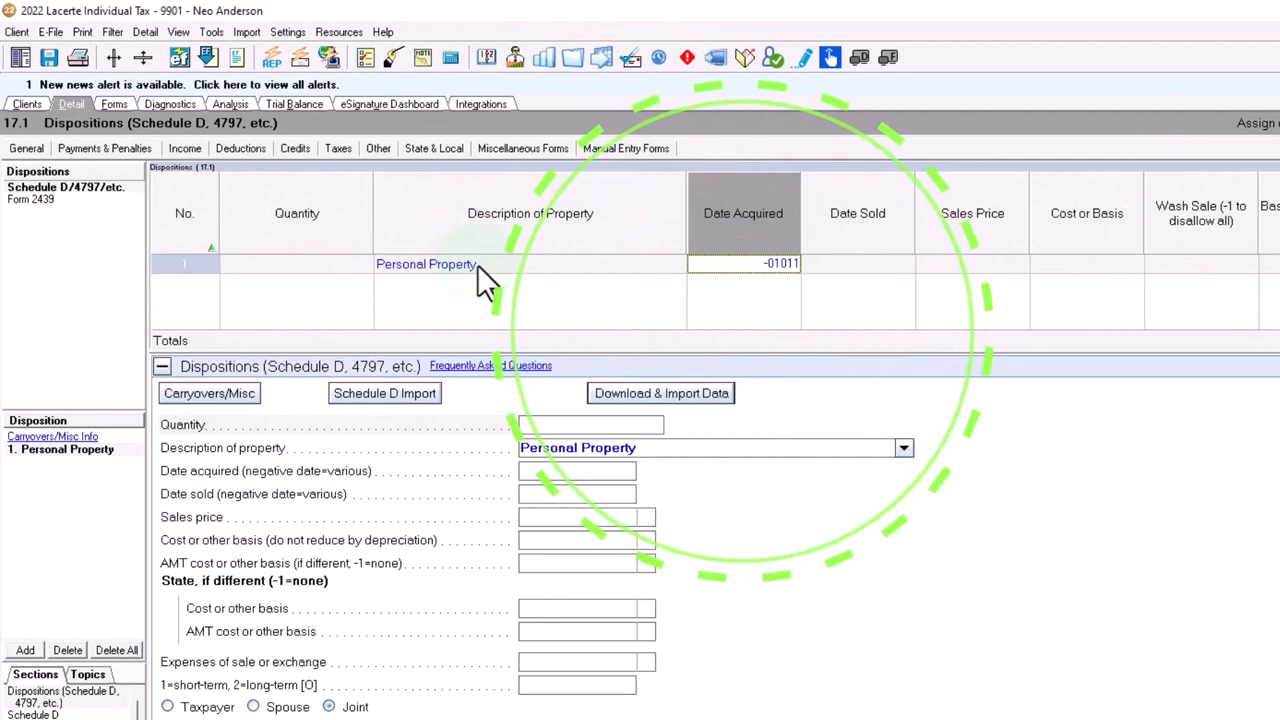 2022 Lacerte Individual Tax - 9901 - Neo Anderson
Client E-File Print Filter Detail View Tools Import Settings Resources Help
1 New news alert is available. Click here to view all alerts.
Clients Detail Forms Diagnostics Analysis Trial Balance eSignature Dashboard Integrations
17.1 Dispositions (Schedule D, 4797, etc.) Assign
General Payments & Penalties Income Deductions Credits Taxes Other State & Local Miscellaneous Forms Manual Entry Forms
Dispositions
Schedule D/4797/etc.
Form 2439
Dispositions (17.1)
No. Quantity Description of Property Date Acquired Date Sold Sales Price Cost or Basis Wash Sale (-1 to disallow all) Bas
1 Personal Property -01011
Totals
Dispositions (Schedule D, 4797, etc.) Frequently Asked Questions
Carryovers/Misc Schedule D Import Download & Import Data
Disposition
Carryovers/Misc Info
1. Personal Property
Quantity
Description of property Personal Property
Date acquired (negative date=various)
Date sold (negative date=various)
Sales price
Cost or other basis (do not reduce by depreciation)
AMT cost or other basis (if different, -1=none)
State, if different (-1=none)
Cost or other basis
AMT cost or other basis
Expenses of sale or exchange
1=short-term, 2=long-term [O]
Taxpayer Spouse Joint
Add Delete Delete All
Sections Topics
Dispositions (Schedule D,
4797, etc.)
Schedule D